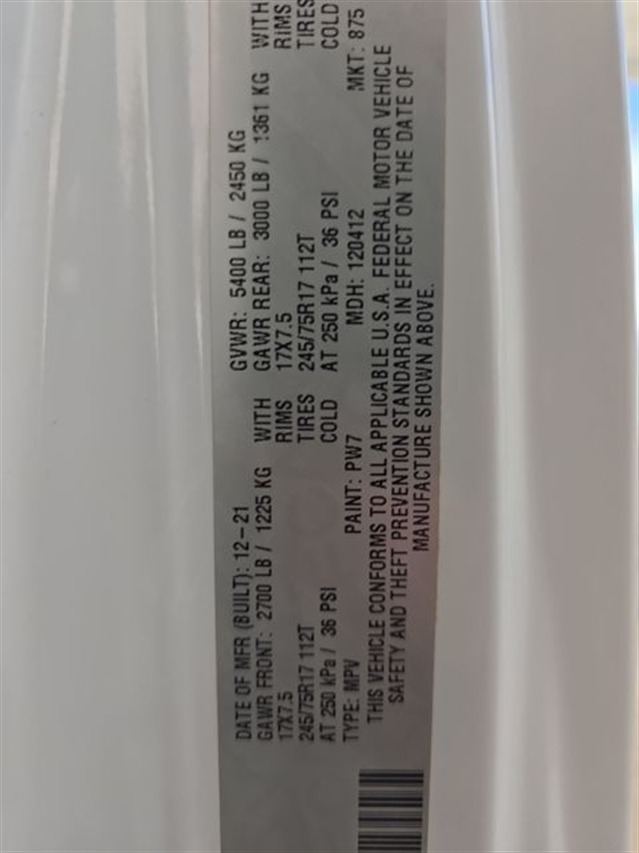 DATE OF MFR (BUILT): 12-21 GVWR: 5400 LB / 2450 KG
GAWR FRONT: 2700 LB / 1225 KG WITH GAWR REAR: 3000 LB / 1361 KG WITH
17X7.5 RIMS 17X7.5 RIMS
245/75R17 112T TIRES 245/75R17 112T TIRES
AT 250 kPa / 36 PSI COLD AT 250 kPa / 36 PSI COLD
TYPE: MPV PAINT: PW7 MDH: 120412 MKT: 875
THIS VEHICLE CONFORMS TO ALL APPLICABLE U.S.A. FEDERAL MOTOR VEHICLE
SAFETY AND THEFT PREVENTION STANDARDS IN EFFECT ON THE DATE OF
MANUFACTURE SHOWN ABOVE.